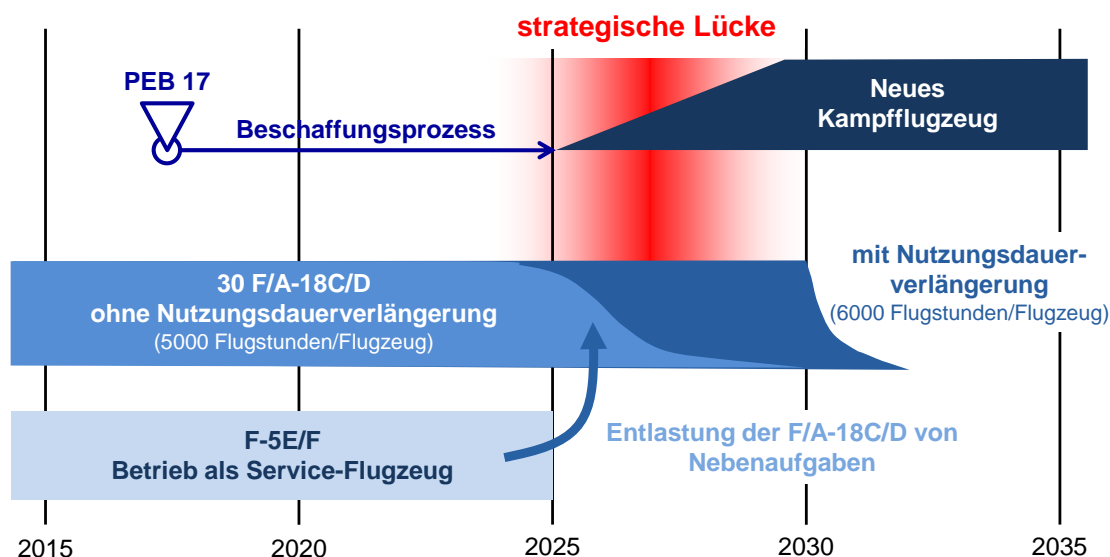 strategische Lücke
PEB 17
Beschaffungsprozess
Neues
Kampfflugzeug
30 F/A-18C/D
ohne Nutzungsdauerverlängerung
(5000 Flugstunden/Flugzeug)
mit Nutzungsdauer-
verlängerung
(6000 Flugstunden/Flugzeug)
F-5E/F
Betrieb als Service-Flugzeug
Entlastung der F/A-18C/D von
Nebenaufgaben
2015
2020
2025
2030
2035